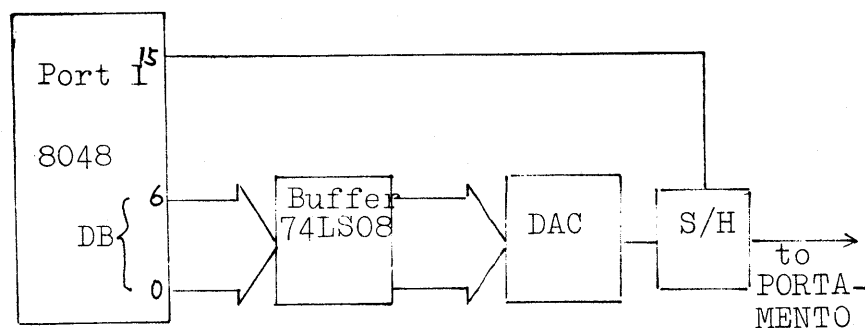 Port 1 15
8048
DB
6
0
Buffer
74LS08
DAC
S/H
to
PORTA-
MENTO